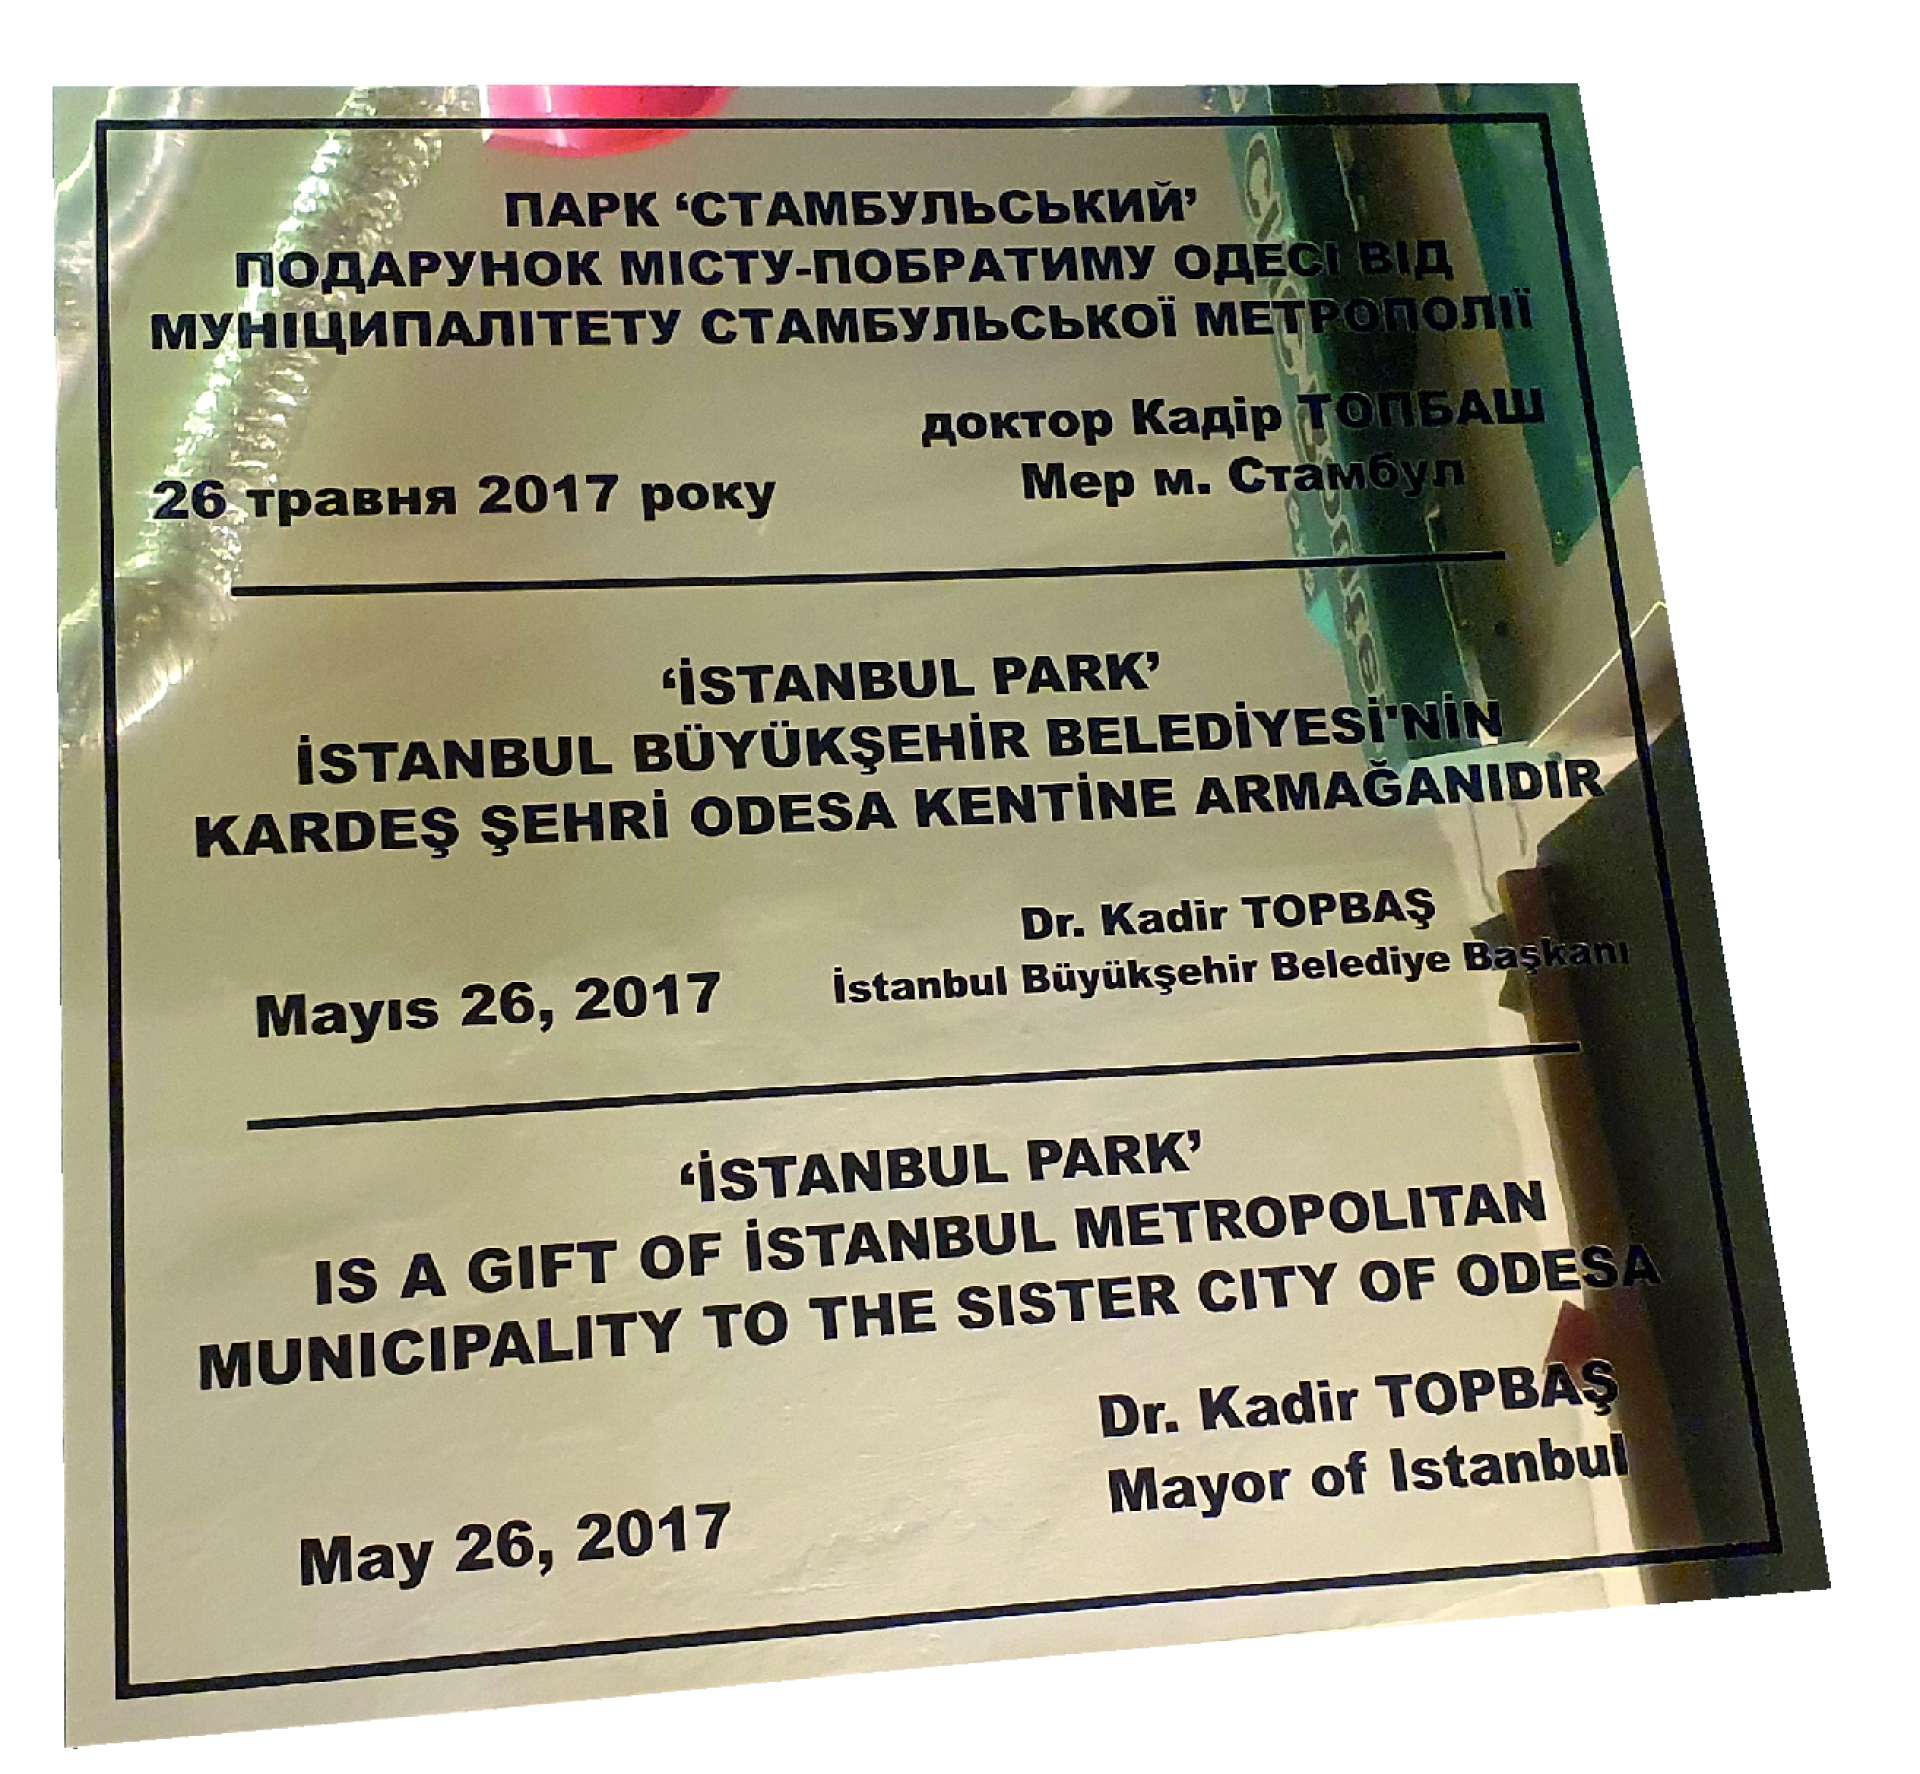 ПАРК ‘СТАМБУЛЬСЬКИЙ’
ПОДАРУНОК МІСТУ-ПОБРАТИМУ ОДЕСІ ВІД
МУНІЦИПАЛІТЕТУ СТАМБУЛЬСЬКОЇ МЕТРОПОЛІЇ
доктор Кадір ТОПБАШ
26 травня 2017 року Мер м. Стамбул
‘İSTANBUL PARK’
İSTANBUL BÜYÜKŞEHİR BELEDİYESİ'NİN
KARDEŞ ŞEHRİ ODESA KENTİNE ARMAĞANIDIR
Dr. Kadir TOPBAŞ
Mayıs 26, 2017 İstanbul Büyükşehir Belediye Başkanı
‘İSTANBUL PARK’
IS A GIFT OF İSTANBUL METROPOLITAN
MUNICIPALITY TO THE SISTER CITY OF ODESA
Dr. Kadir TOPBAŞ
May 26, 2017 Mayor of Istanbul